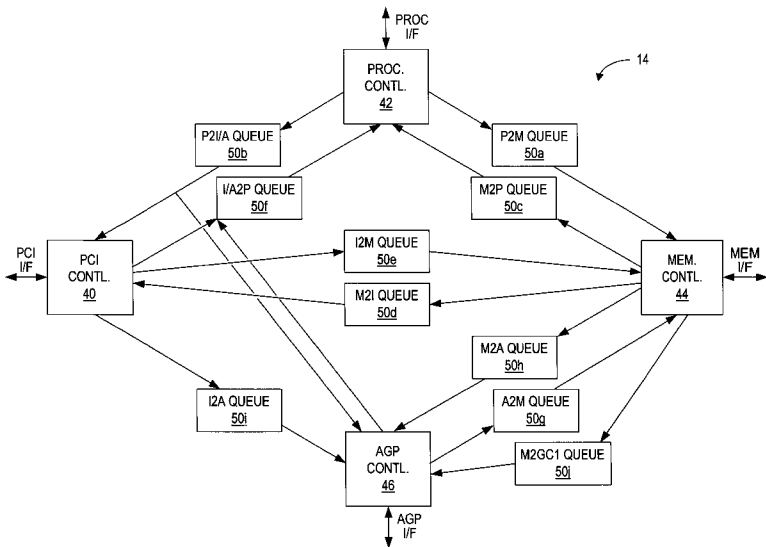 PROC
I/F
14
PROC.
CONTL.
42
P2I/A QUEUE
50b
P2M QUEUE
50a
I/A2P QUEUE
50f
M2P QUEUE
50c
PCI
I/F
PCI
CONTL.
40
I2M QUEUE
50e
MEM.
CONTL.
44
MEM
I/F
M2I QUEUE
50d
M2A QUEUE
50h
I2A QUEUE
50i
A2M QUEUE
50g
AGP
CONTL.
46
M2GC1 QUEUE
50j
AGP
I/F